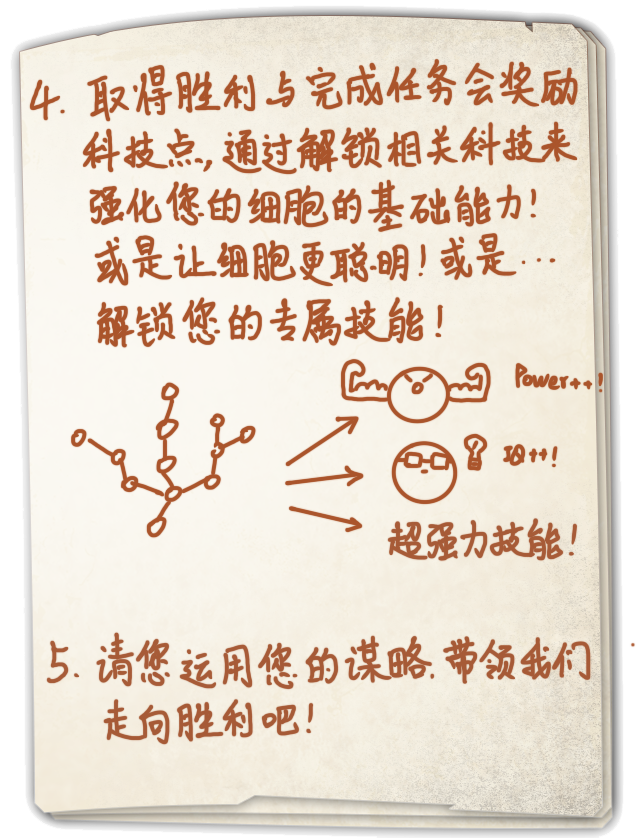 4. 取得胜利与完成任务会奖励
科技点,通过解锁相关科技来
强化您的细胞的基础能力!
或是让细胞更聪明!或是…
解锁您的专属技能!
Power++!
IQ++!
超强力技能!
5. 请您运用您的谋略.带领我们
走向胜利吧!